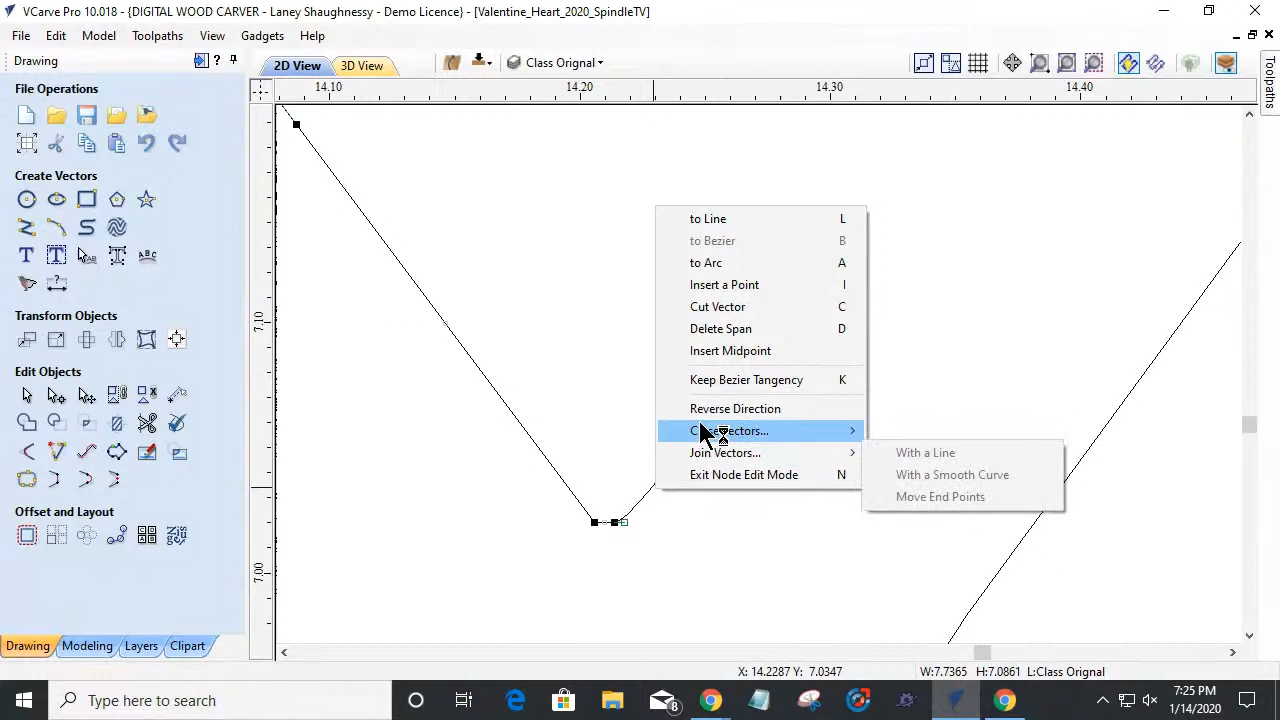 VCarve Pro 10.018 - {DIGITAL WOOD CARVER - Laney Shaughnessy - Demo Licence} - [Valentine_Heart_2020_SpindleTV]
File Edit Model Toolpaths View Gadgets Help
Drawing
2D View 3D View Class Orignal
File Operations
Create Vectors
Transform Objects
Edit Objects
Offset and Layout
Drawing Modeling Layers Clipart
14.10 14.20 14.30 14.40
7.10
7.00
to Line L
to Bezier B
to Arc A
Insert a Point I
Cut Vector C
Delete Span D
Insert Midpoint
Keep Bezier Tangency K
Reverse Direction
Vectors...
Join Vectors...
Exit Node Edit Mode N
With a Line
With a Smooth Curve
Move End Points
Toolpaths
X: 14.2287 Y: 7.0347 W:7.7365 H:7.0861 L:Class Orignal
Type here to search
8
7:25 PM
1/14/2020